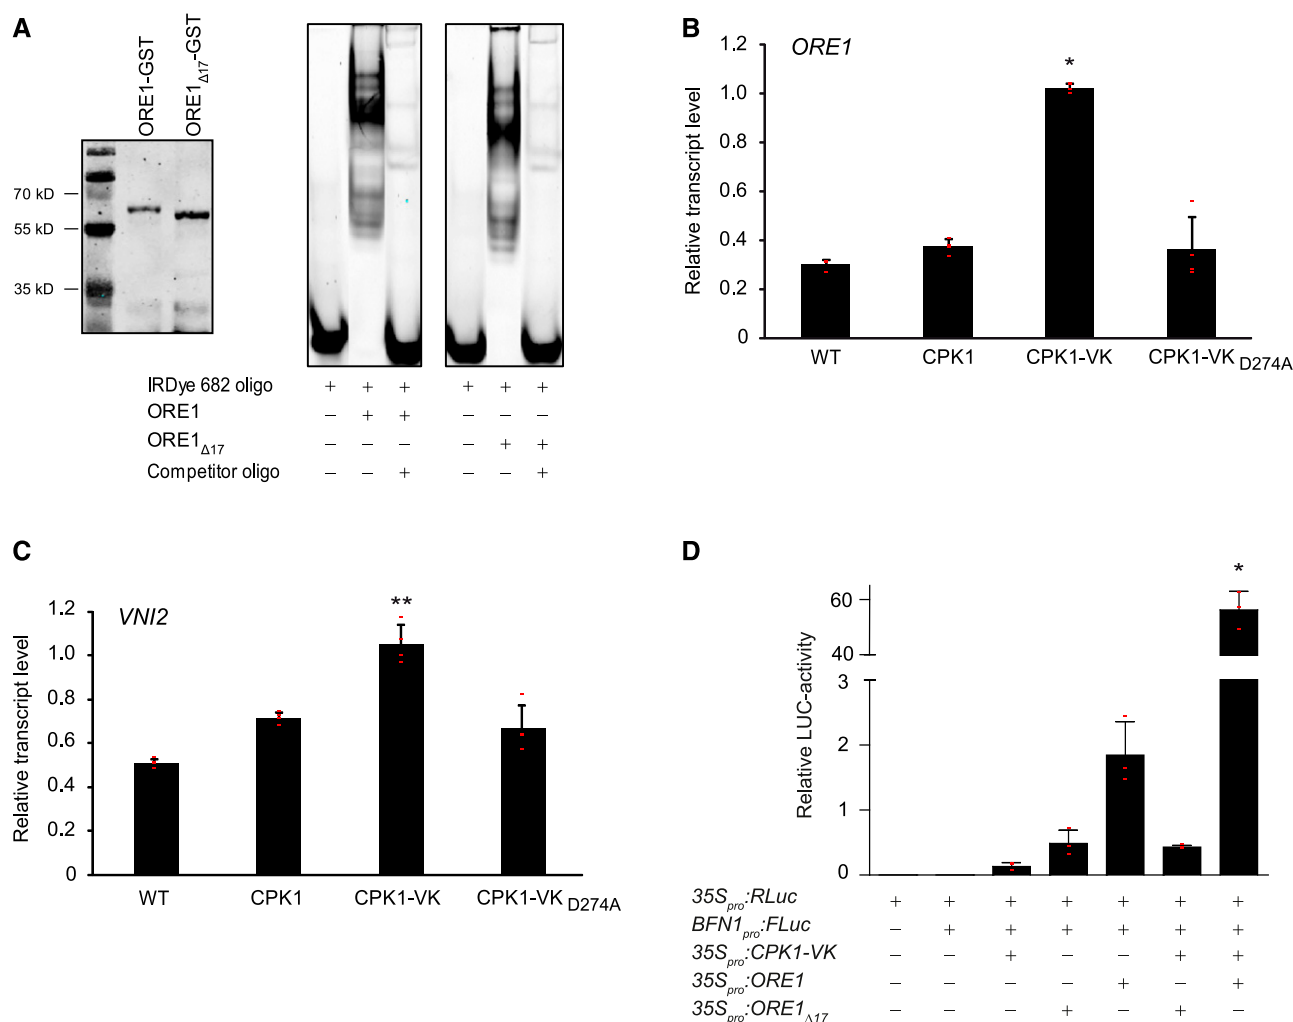 A
ORE1-GST
ORE1Δ17-GST
70 kD
55 kD
35 kD
IRDye 682 oligo + + + + + +
ORE1 – + + – – –
ORE1Δ17 – – – – + +
Competitor oligo – – + – – +
B
ORE1
Relative transcript level
1.2
1.0
0.8
0.6
0.4
0.2
0
*
WT CPK1 CPK1-VK CPK1-VK D274A
C
VNI2
Relative transcript level
1.2
1.0
0.8
0.6
0.4
0.2
0
**
WT CPK1 CPK1-VK CPK1-VK D274A
D
Relative LUC-activity
60
40
3
2
1
0
*
35Spro:RLuc + + + + + + +
BFN1pro:FLuc – + + + + + +
35Spro:CPK1-VK – – + – – + +
35Spro:ORE1 – – – – + – +
35Spro:ORE1Δ17 – – – + – + –